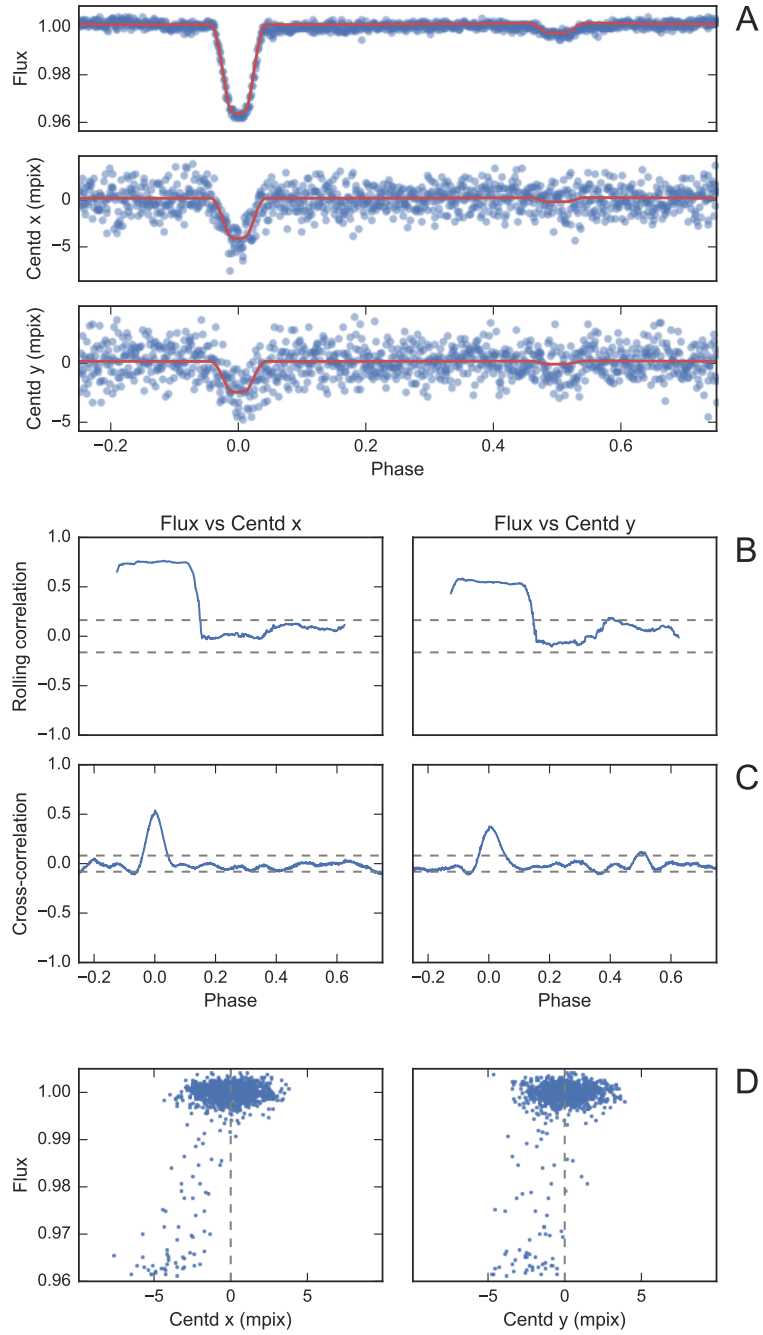 A
1.00
0.98
0.96
Flux
0
−5
Centd x (mpix)
0
−5
Centd y (mpix)
−0.2 0.0 0.2 0.4 0.6
Phase
Flux vs Centd x Flux vs Centd y
B
1.0
0.5
0.0
−0.5
−1.0
Rolling correlation
C
1.0
0.5
0.0
−0.5
−1.0
Cross-correlation
−0.2 0.0 0.2 0.4 0.6 −0.2 0.0 0.2 0.4 0.6
Phase Phase
D
1.00
0.99
0.98
0.97
0.96
Flux
−5 0 5 −5 0 5
Centd x (mpix) Centd y (mpix)